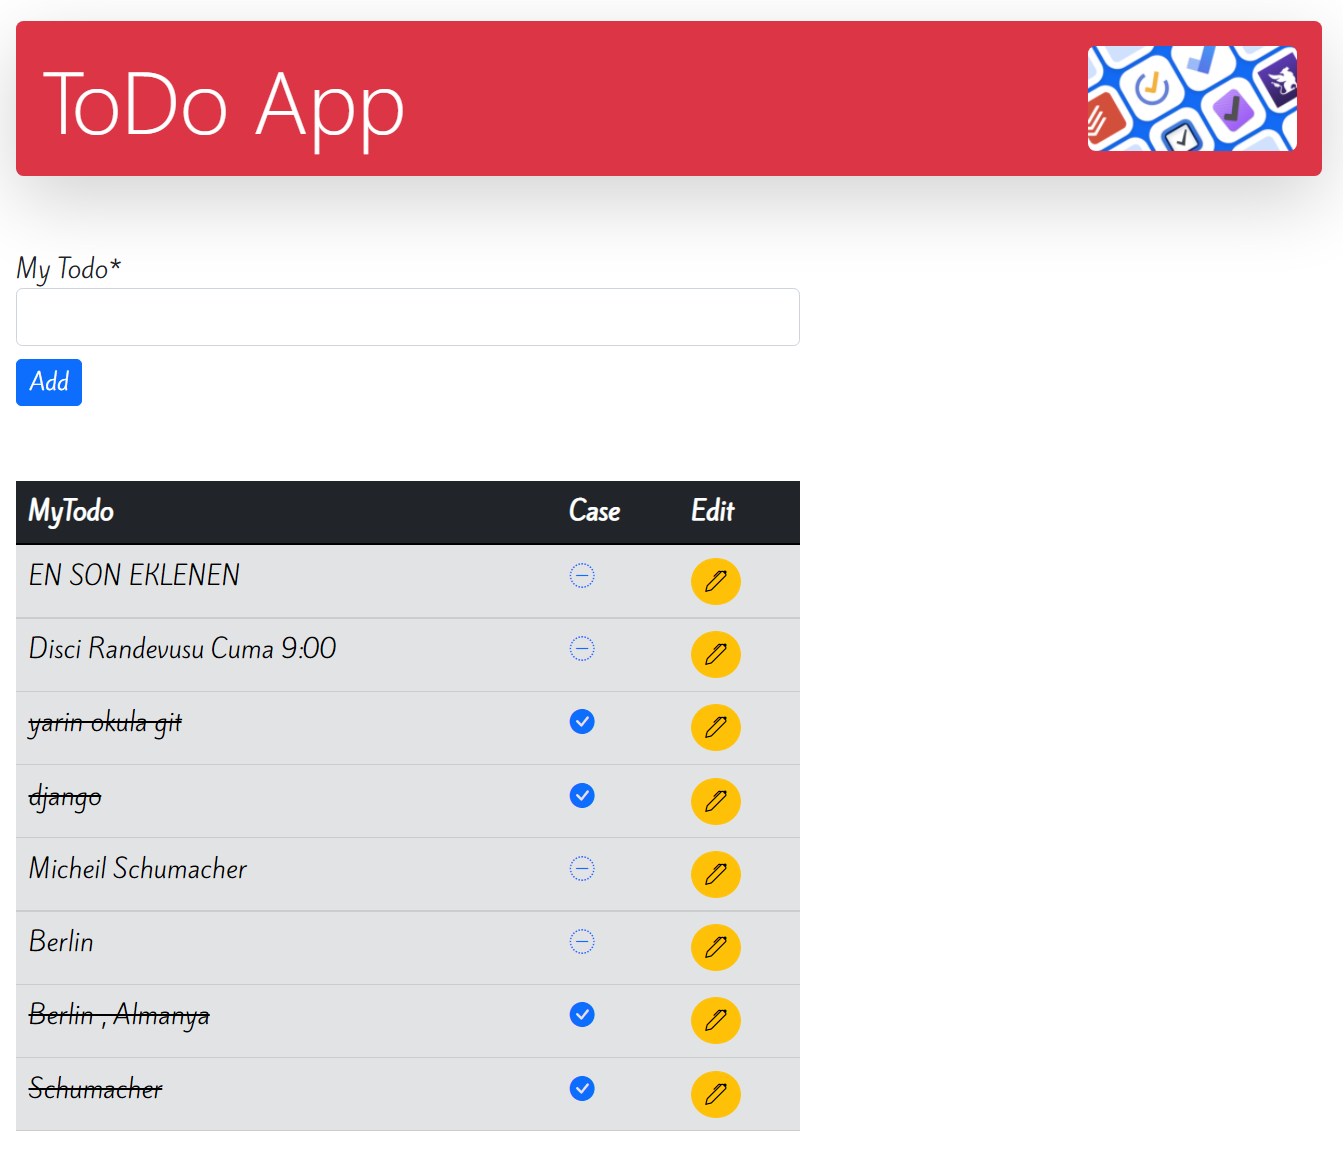 ToDo App
My Todo*
Add
MyTodo Case Edit
EN SON EKLENEN
Disci Randevusu Cuma 9:00
yarin okula git
django
Micheil Schumacher
Berlin
Berlin , Almanya
Schumacher